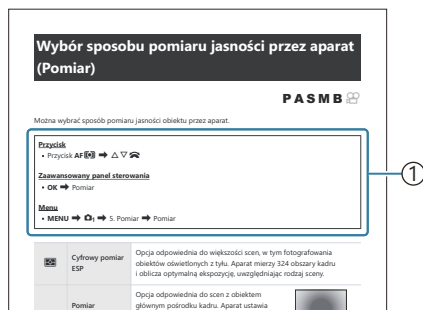 Wybór sposobu pomiaru jasności przez aparat
(Pomiar)
PASMB
Można wybrać sposób pomiaru jasności obiektu przez aparat.
Przycisk
• Przycisk AF ➡ △ ▽
Zaawansowany panel sterowania
• OK ➡ Pomiar
Menu
• MENU ➡ 1 ➡ 5. Pomiar ➡ Pomiar
1
Cyfrowy pomiar
ESP
Opcja odpowiednia do większości scen, w tym fotografowania
obiektów oświetlonych z tyłu. Aparat mierzy 324 obszary kadru
i oblicza optymalną ekspozycję, uwzględniając rodzaj sceny.
Pomiar
Opcja odpowiednia do scen z obiektem
głównym pośrodku kadru. Aparat ustawia